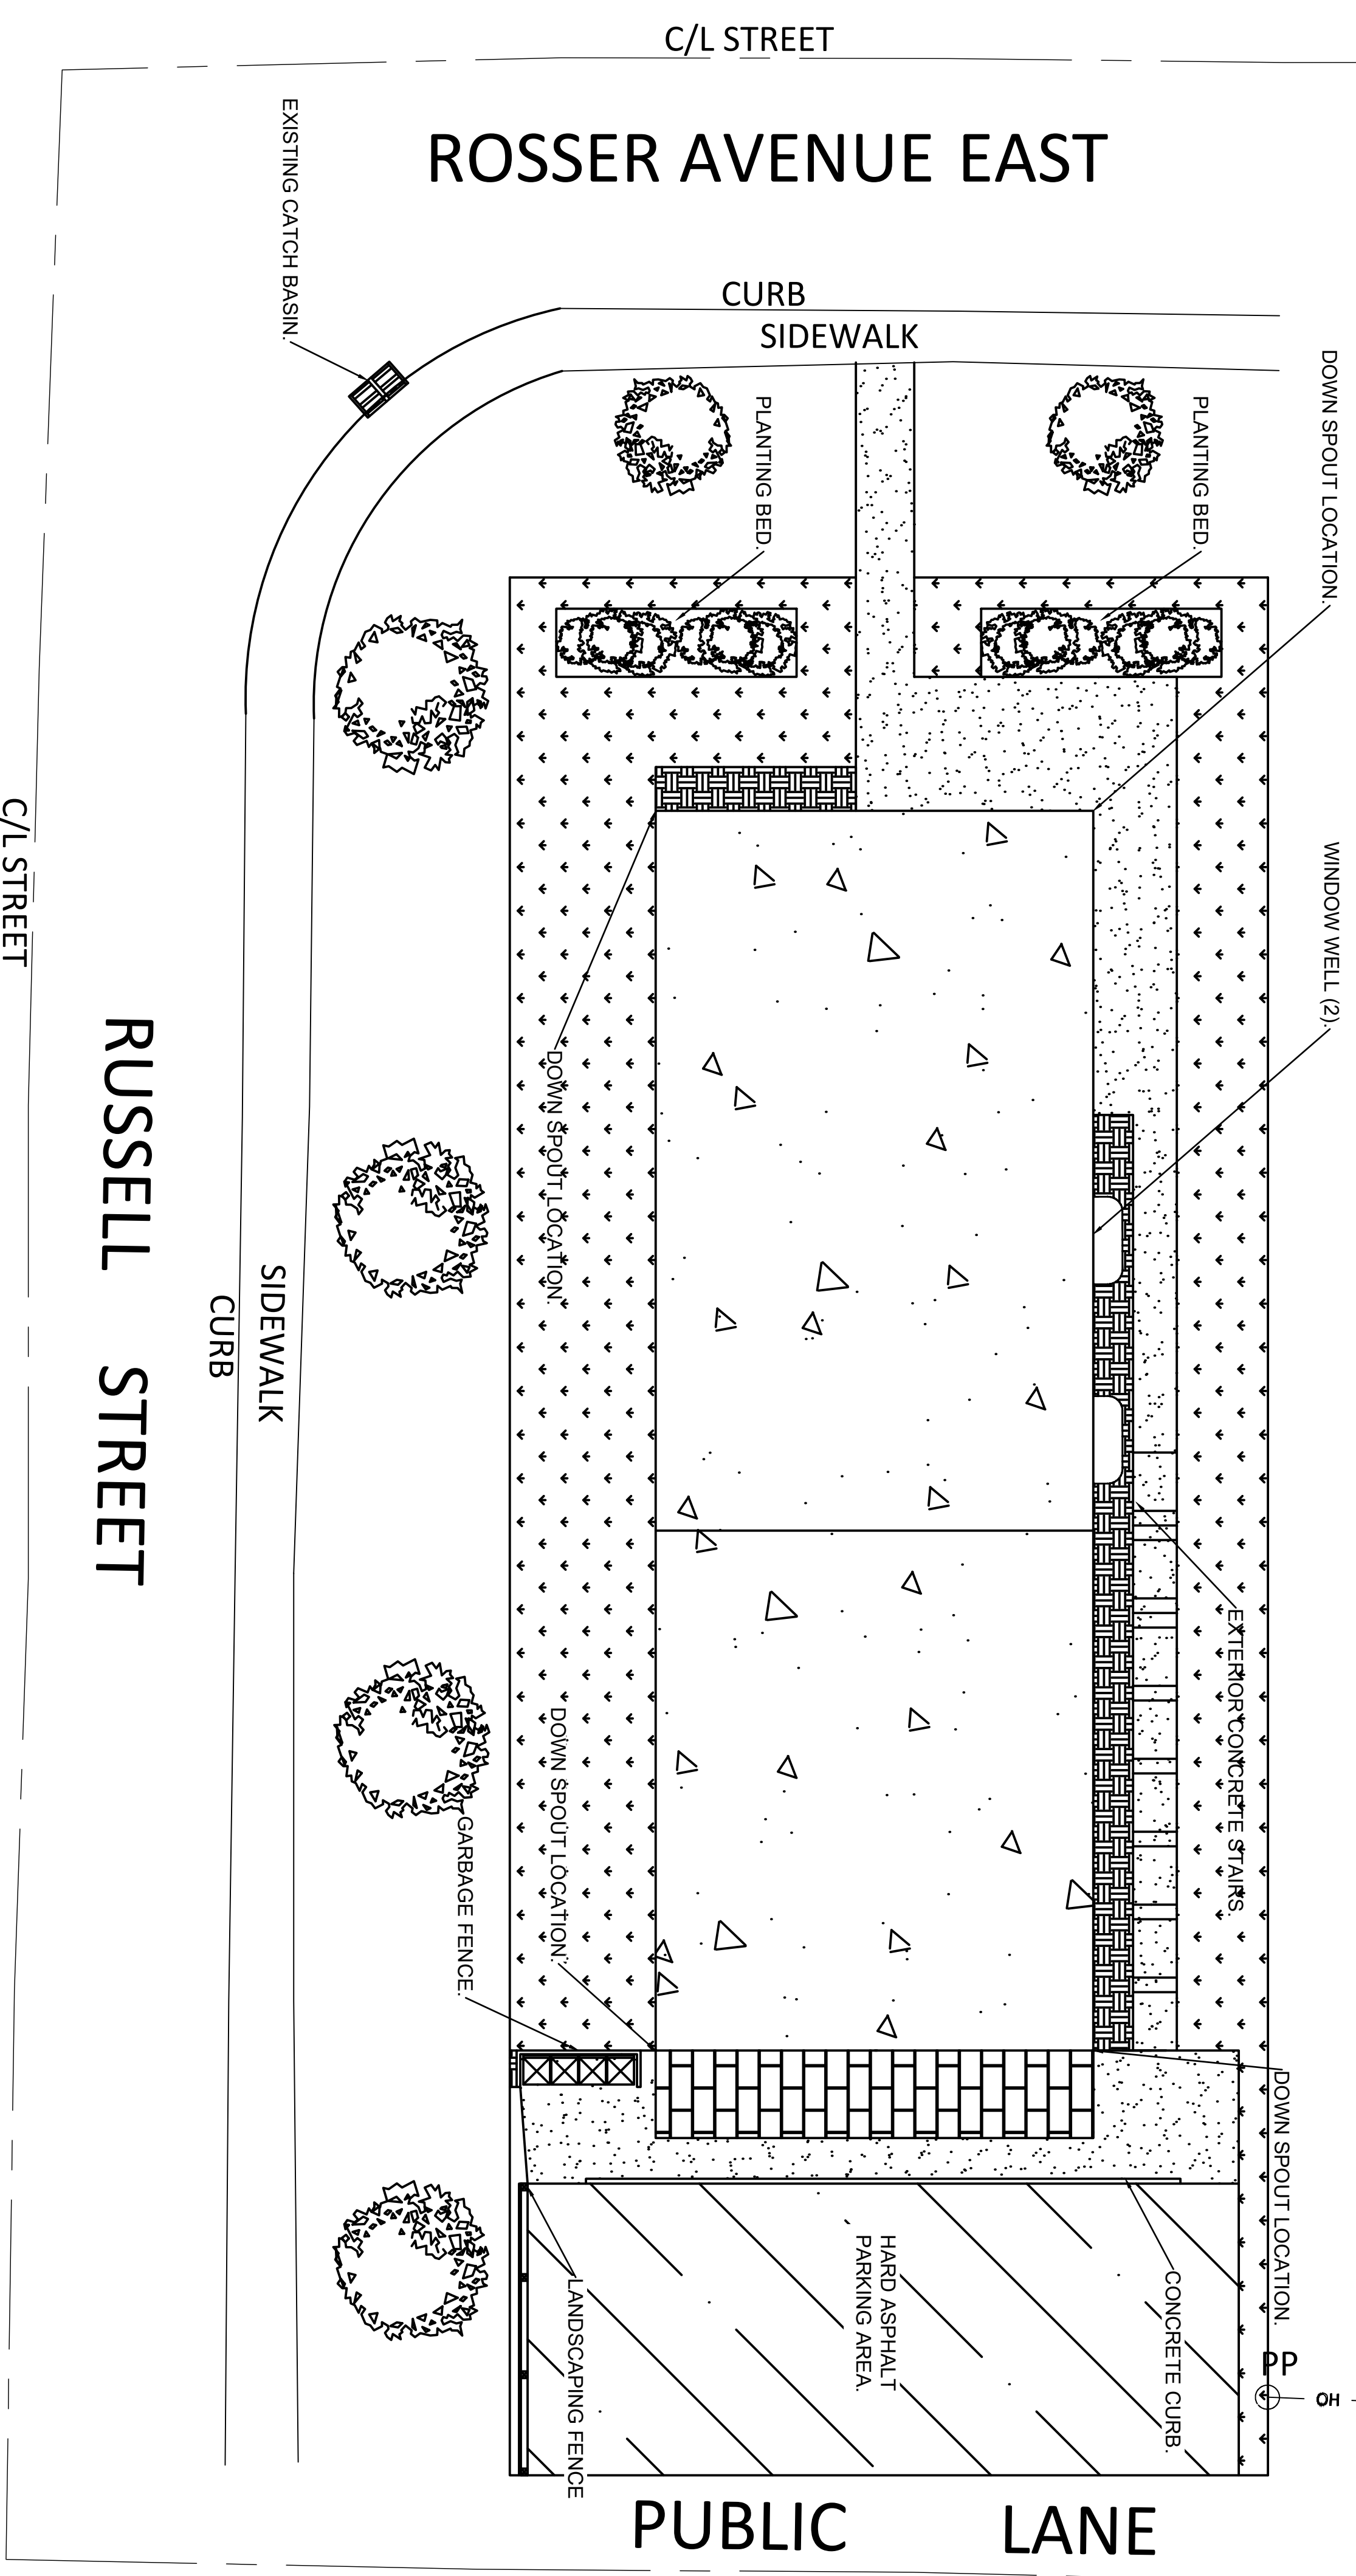 C/L STREET
ROSSER AVENUE EAST
EXISTING CATCH BASIN.
CURB
SIDEWALK
PLANTING BED.
PLANTING BED.
DOWN SPOUT LOCATION.
WINDOW WELL (2).
C/L STREET
RUSSELL STREET
CURB
SIDEWALK
DOWN SPOUT LOCATION.
EXTERIOR CONCRETE STAIRS.
DOWN SPOUT LOCATION.
GARBAGE FENCE.
DOWN SPOUT LOCATION.
HARD ASPHALT
PARKING AREA.
CONCRETE CURB.
LANDSCAPING FENCE
PP
OH
PUBLIC LANE